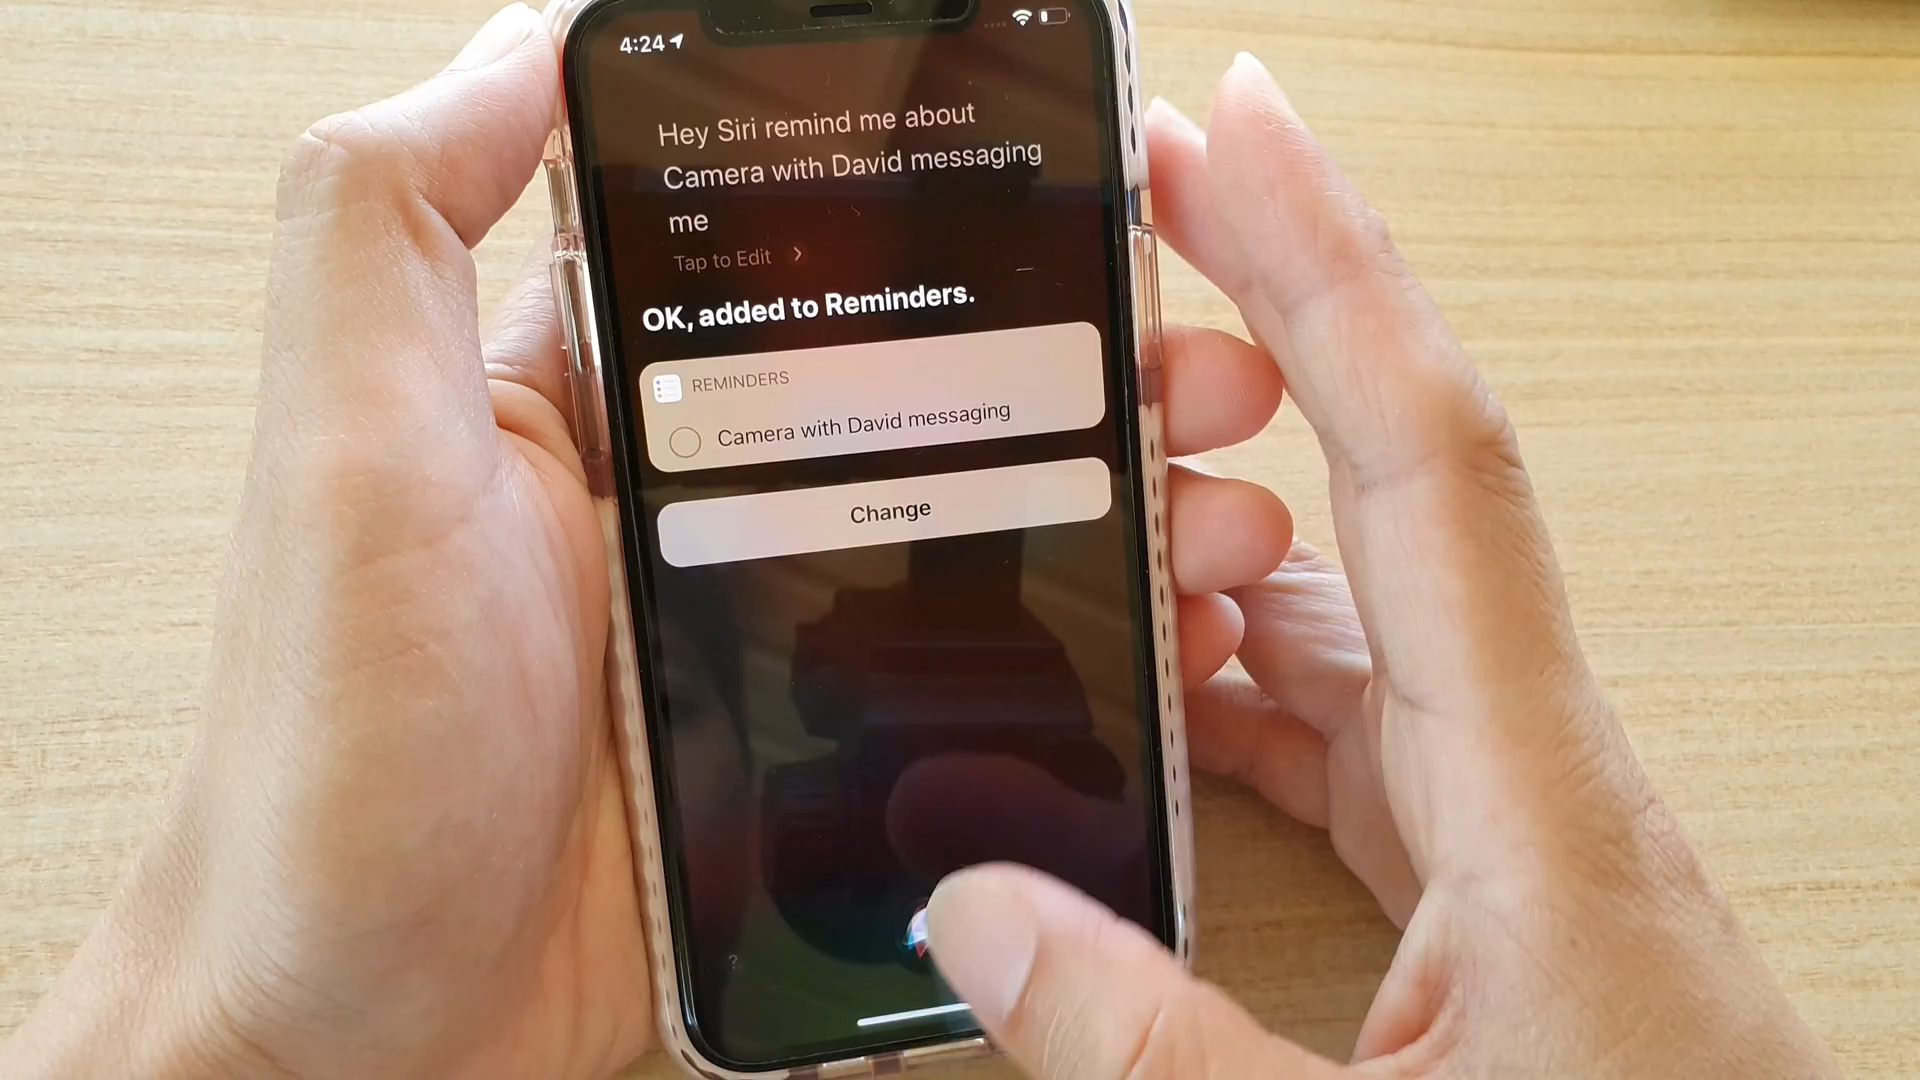 4:24
Hey Siri remind me about
Camera with David messaging
me
Tap to Edit
OK, added to Reminders.
REMINDERS
Camera with David messaging
Change
?